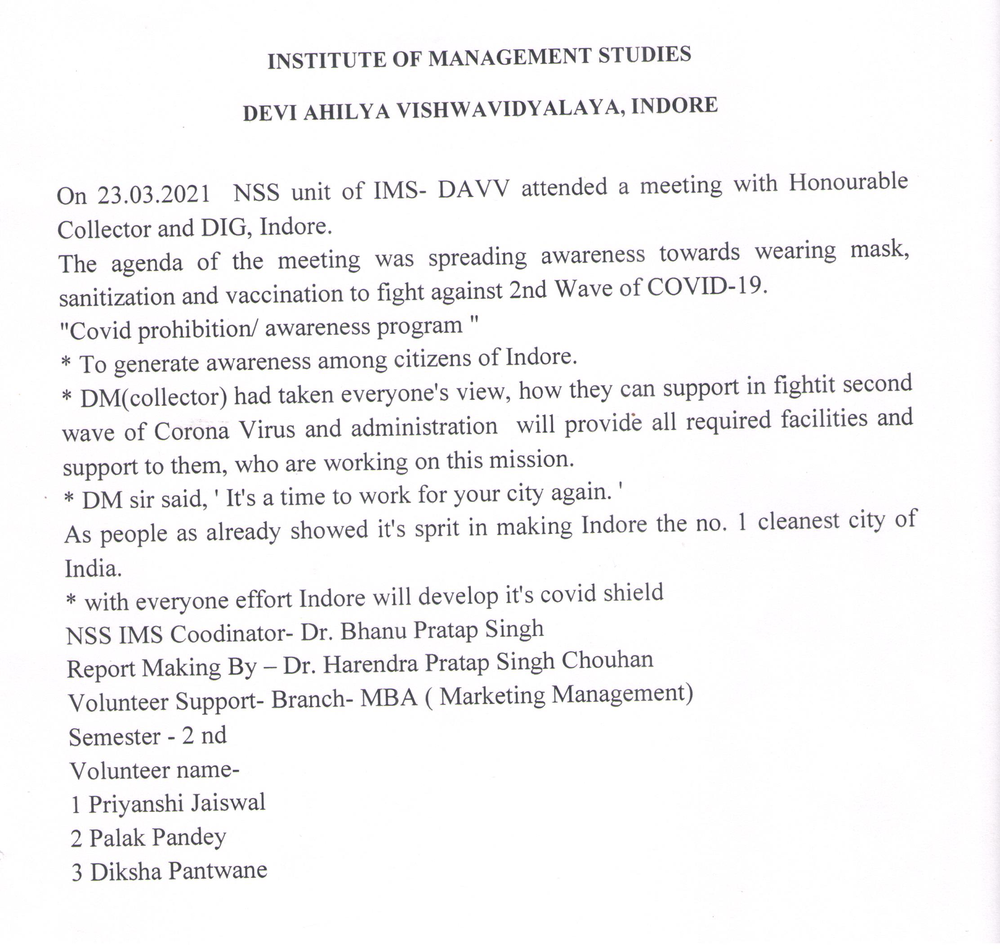 INSTITUTE OF MANAGEMENT STUDIES
DEVI AHILYA VISHWAVIDYALAYA, INDORE
On 23.03.2021 NSS unit of IMS- DAVV attended a meeting with Honourable
Collector and DIG, Indore.
The agenda of the meeting was spreading awareness towards wearing mask,
sanitization and vaccination to fight against 2nd Wave of COVID-19.
"Covid prohibition/ awareness program "
* To generate awareness among citizens of Indore.
* DM(collector) had taken everyone's view, how they can support in fightit second
wave of Corona Virus and administration will provide all required facilities and
support to them, who are working on this mission.
* DM sir said, ' It's a time to work for your city again. '
As people as already showed it's sprit in making Indore the no. 1 cleanest city of
India.
* with everyone effort Indore will develop it's covid shield
NSS IMS Coodinator- Dr. Bhanu Pratap Singh
Report Making By – Dr. Harendra Pratap Singh Chouhan
Volunteer Support- Branch- MBA ( Marketing Management)
Semester - 2 nd
Volunteer name-
1 Priyanshi Jaiswal
2 Palak Pandey
3 Diksha Pantwane